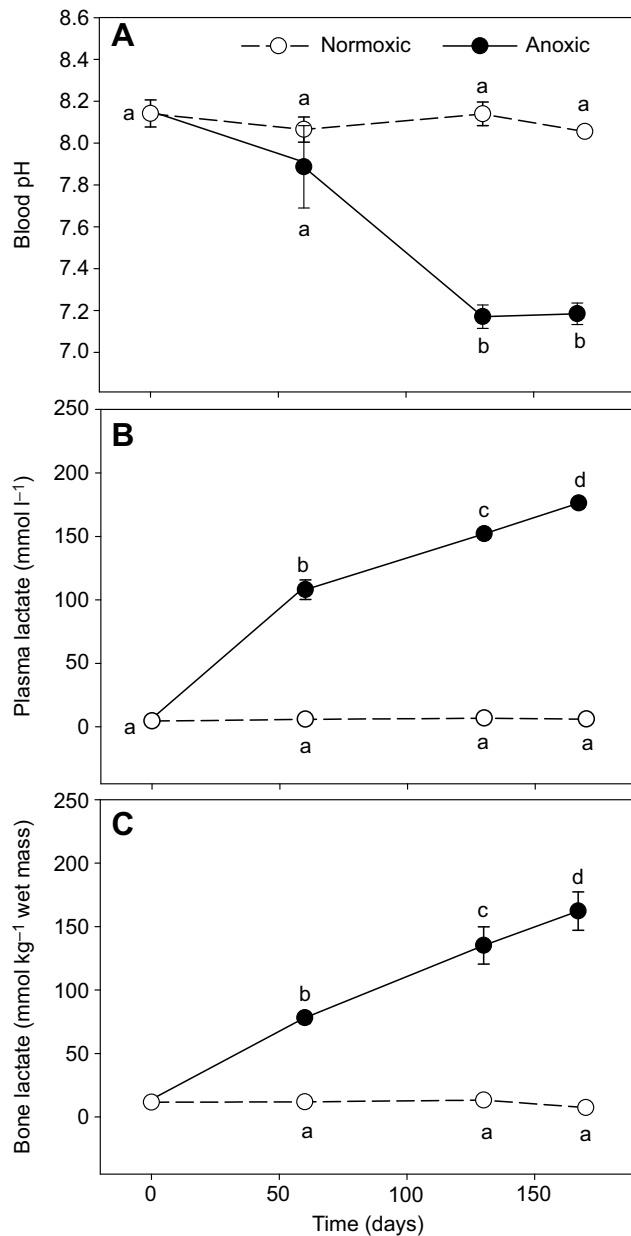 8.6
A
Normoxic
Anoxic
8.4
8.2
8.0
7.8
7.6
7.4
7.2
7.0
Blood pH
a
a
a
a
a
b
b
250
B
200
150
100
50
0
Plasma lactate (mmol l–1)
a
b
c
d
a
a
a
250
C
200
150
100
50
0
Bone lactate (mmol kg–1 wet mass)
b
c
d
a
a
a
0
50
100
150
Time (days)